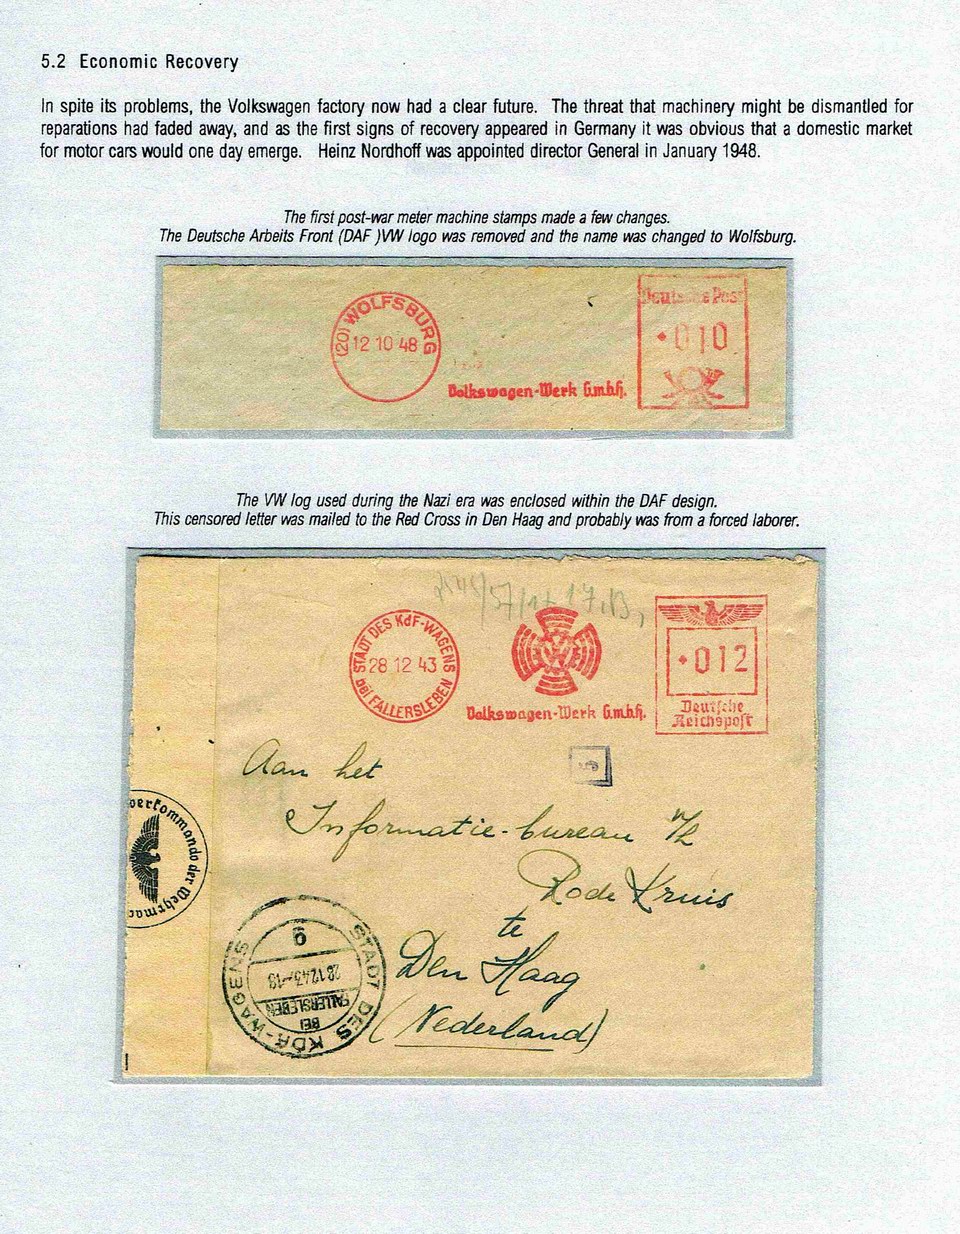 5.2 Economic Recovery
In spite its problems, the Volkswagen factory now had a clear future. The threat that machinery might be dismantled for
reparations had faded away, and as the first signs of recovery appeared in Germany it was obvious that a domestic market
for motor cars would one day emerge. Heinz Nordhoff was appointed director General in January 1948.
The first post-war meter machine stamps made a few changes.
The Deutsche Arbeits Front (DAF )VW logo was removed and the name was changed to Wolfsburg.
(20) WOLFSBURG
12 10 48
Volkswagen-Werk G.m.b.H.
Deutsche Post
010
The VW log used during the Nazi era was enclosed within the DAF design.
This censored letter was mailed to the Red Cross in Den Haag and probably was from a forced laborer.
STADT DES KdF-WAGENS
28 12 43
bei FALLERSLEBEN
Volkswagen-Werk G.m.b.H.
012
Deutsche
Reichspost
Aan het
Informatie-bureau
Rode Kruis
te
Den Haag
(Nederland)
Oberkommando der Wehrmac
STADT DES KDF-WAGENS
BEI
FALLERSLEBEN
28.12.43.-18
g